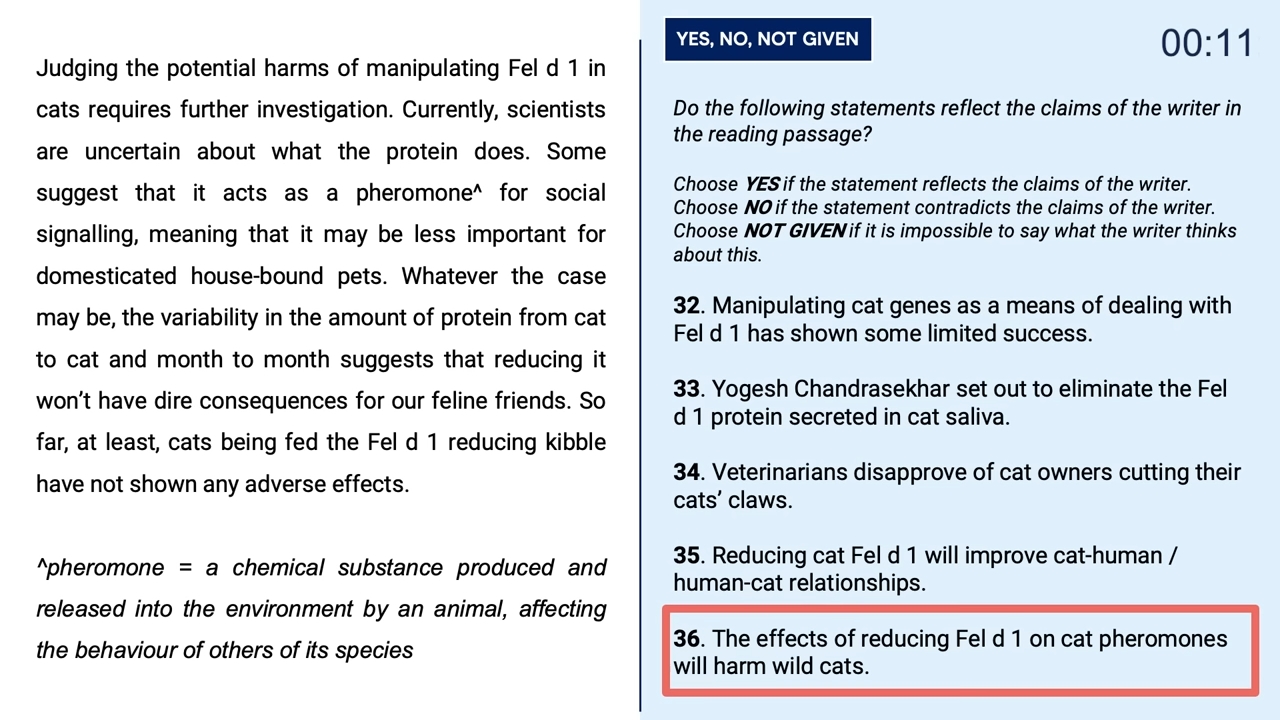 Judging the potential harms of manipulating Fel d 1 in
cats requires further investigation. Currently, scientists
are uncertain about what the protein does. Some
suggest that it acts as a pheromone^ for social
signalling, meaning that it may be less important for
domesticated house-bound pets. Whatever the case
may be, the variability in the amount of protein from cat
to cat and month to month suggests that reducing it
won't have dire consequences for our feline friends. So
far, at least, cats being fed the Fel d 1 reducing kibble
have not shown any adverse effects.
^pheromone = a chemical substance produced and
released into the environment by an animal, affecting
the behaviour of others of its species
YES, NO, NOT GIVEN
00:11
Do the following statements reflect the claims of the writer in
the reading passage?
Choose YES if the statement reflects the claims of the writer.
Choose NO if the statement contradicts the claims of the writer.
Choose NOT GIVEN if it is impossible to say what the writer thinks
about this.
32. Manipulating cat genes as a means of dealing with
Fel d 1 has shown some limited success.
33. Yogesh Chandrasekhar set out to eliminate the Fel
d 1 protein secreted in cat saliva.
34. Veterinarians disapprove of cat owners cutting their
cats' claws.
35. Reducing cat Fel d 1 will improve cat-human /
human-cat relationships.
36. The effects of reducing Fel d 1 on cat pheromones
will harm wild cats.